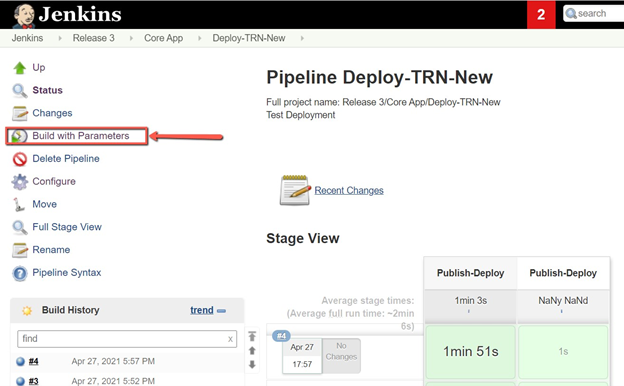 Jenkins
2
search
Jenkins
Release 3
Core App
Deploy-TRN-New
Up
Status
Changes
Build with Parameters
Delete Pipeline
Configure
Move
Full Stage View
Rename
Pipeline Syntax
Build History
trend
find
x
#4
Apr 27, 2021 5:57 PM
#3
Apr 27, 2021 5:52 PM
Pipeline Deploy-TRN-New
Full project name: Release 3/Core App/Deploy-TRN-New
Test Deployment
Recent Changes
Stage View
Publish-Deploy
Publish-Deploy
Average stage times:
(Average full run time: ~2min
6s)
1min 3s
NaNy NaNd
#4
Apr 27
17:57
No
Changes
1min 51s
1s